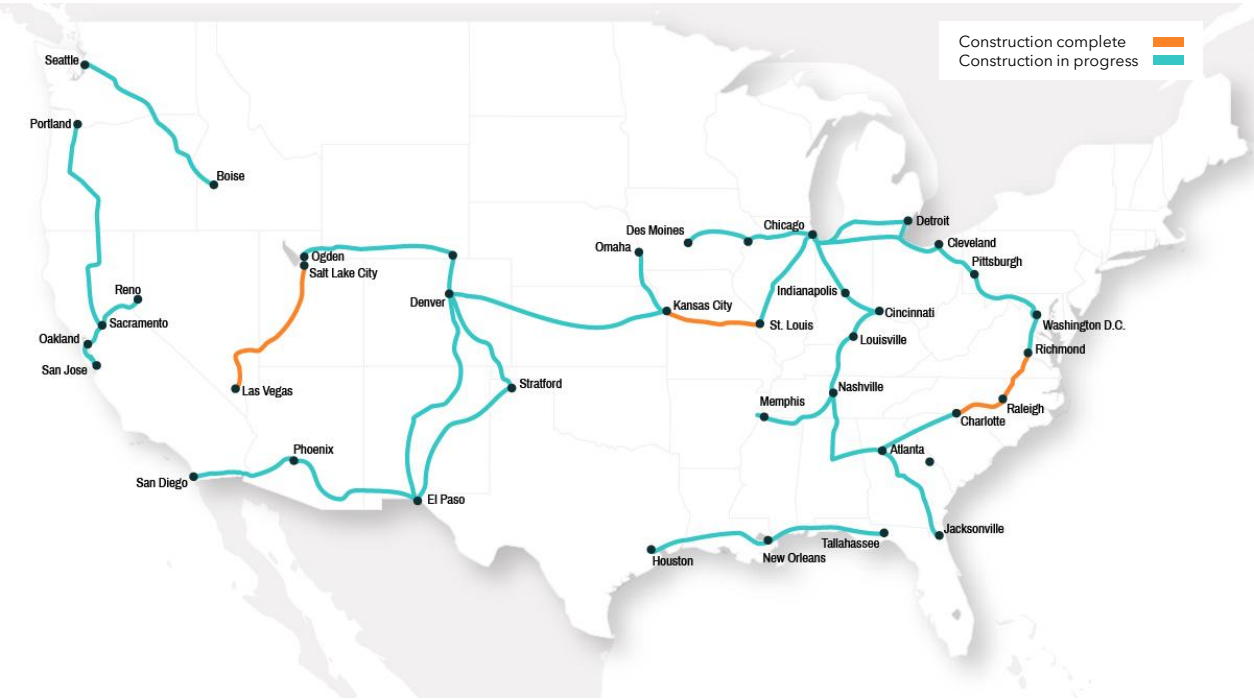 Construction complete
Construction in progress
Seattle
Portland
Boise
Reno
Sacramento
Oakland
San Jose
Ogden
Salt Lake City
Las Vegas
Denver
Stratford
Phoenix
San Diego
El Paso
Des Moines
Omaha
Kansas City
St. Louis
Chicago
Detroit
Cleveland
Pittsburgh
Indianapolis
Cincinnati
Louisville
Washington D.C.
Richmond
Raleigh
Charlotte
Nashville
Memphis
Atlanta
Jacksonville
Tallahassee
New Orleans
Houston